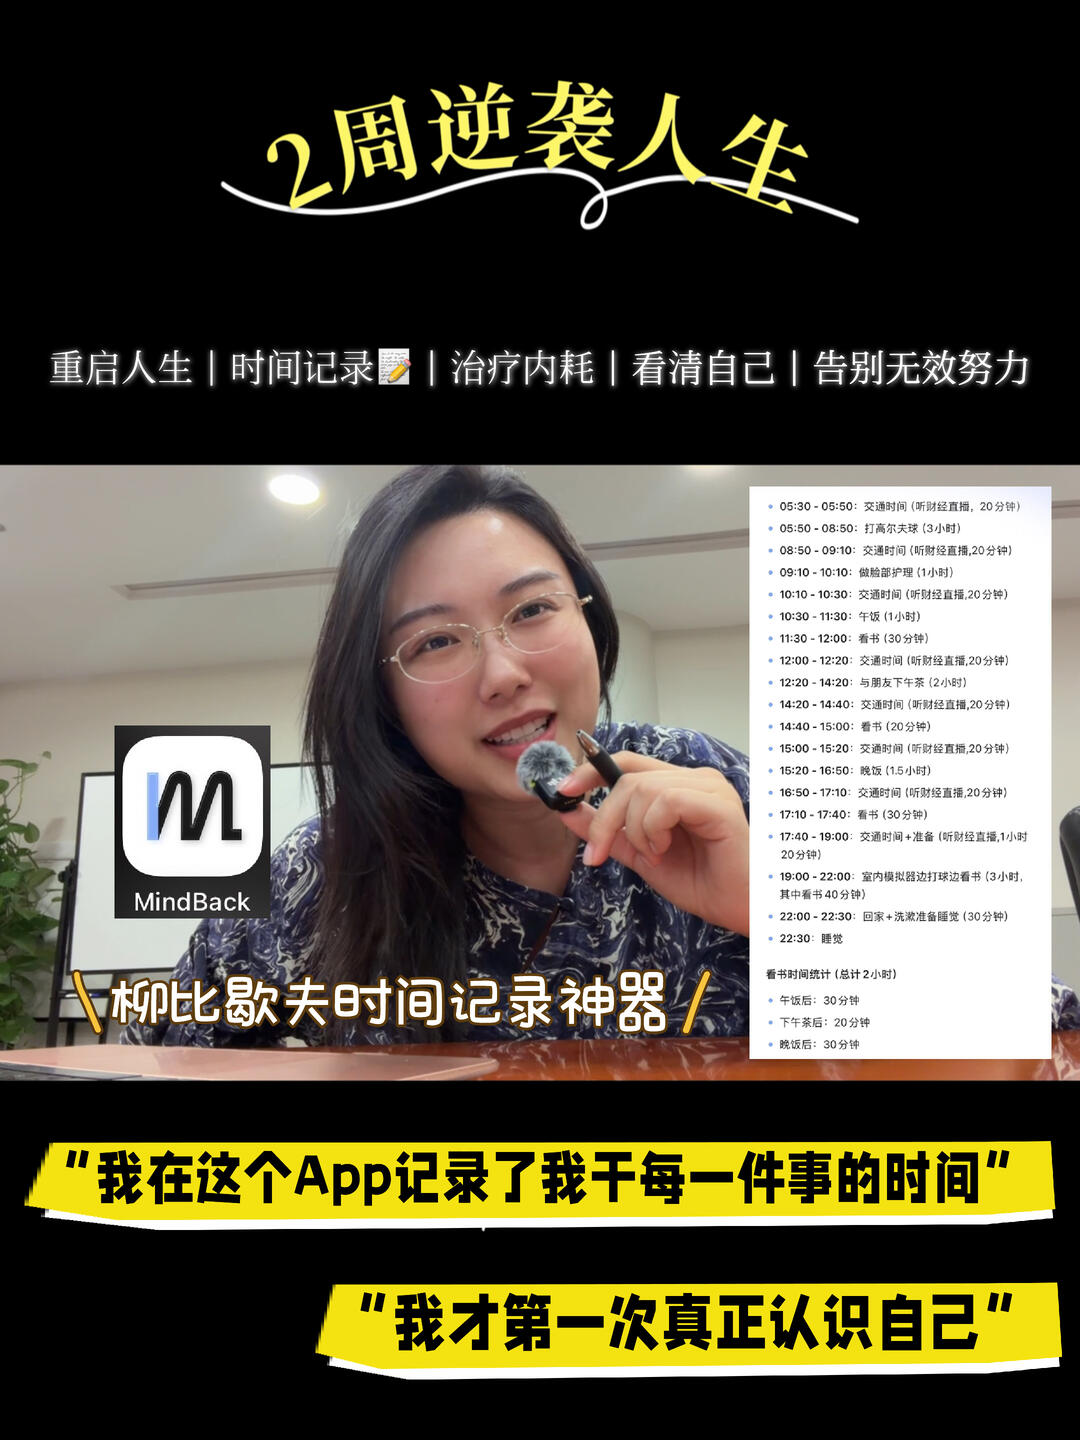 2周逆袭人生
重启人生｜时间记录📝｜治疗内耗｜看清自己｜告别无效努力
MindBack
柳比歇夫时间记录神器
05:30 - 05:50：交通时间 (听财经直播，20分钟)
05:50 - 08:50：打高尔夫球 (3小时)
08:50 - 09:10：交通时间 (听财经直播,20分钟)
09:10 - 10:10：做脸部护理 (1小时)
10:10 - 10:30：交通时间 (听财经直播,20分钟)
10:30 - 11:30：午饭 (1小时)
11:30 - 12:00：看书 (30分钟)
12:00 - 12:20：交通时间 (听财经直播,20分钟)
12:20 - 14:20：与朋友下午茶 (2小时)
14:20 - 14:40：交通时间 (听财经直播,20分钟)
14:40 - 15:00：看书 (20分钟)
15:00 - 15:20：交通时间 (听财经直播,20分钟)
15:20 - 16:50：晚饭 (1.5小时)
16:50 - 17:10：交通时间 (听财经直播,20分钟)
17:10 - 17:40：看书 (30分钟)
17:40 - 19:00：交通时间+准备 (听财经直播,1小时
20分钟)
19:00 - 22:00：室内模拟器边打球边看书 (3小时,
其中看书40分钟)
22:00 - 22:30：回家+洗漱准备睡觉 (30分钟)
22:30：睡觉
看书时间统计 (总计2小时)
午饭后：30分钟
下午茶后：20分钟
晚饭后：30分钟
"我在这个App记录了我干每一件事的时间"
"我才第一次真正认识自己"